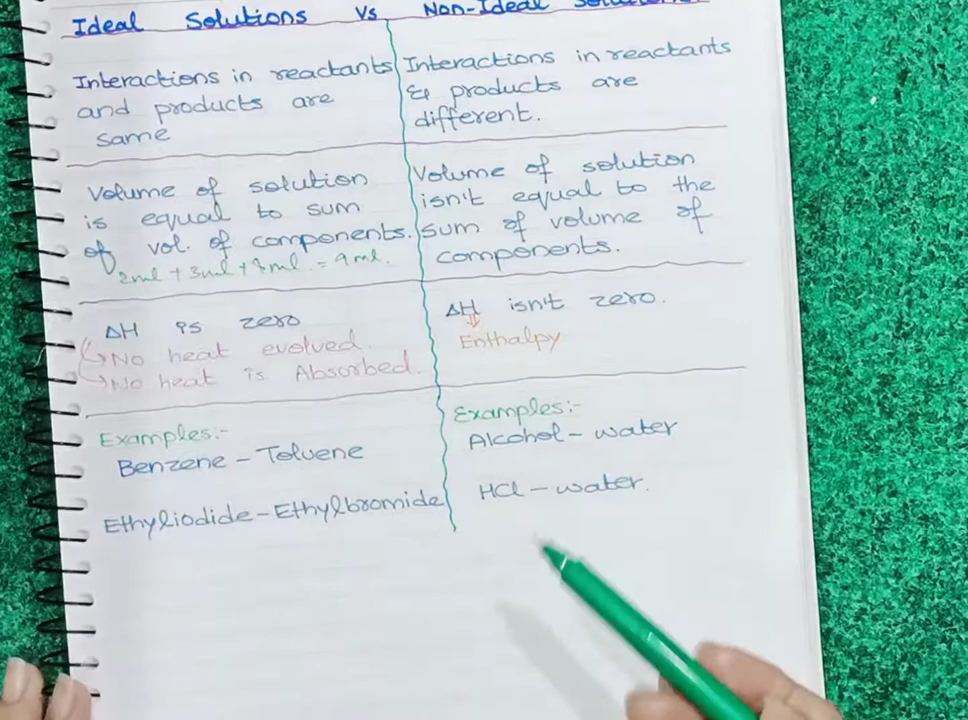 Ideal Solutions Vs Non-Ideal Solutions.
Interactions in reactants
and products are
same
Interactions in reactants
& products are
different.
Volume of solution
is equal to sum
of vol. of components.
2ml + 3ml + 4ml = 9ml.
Volume of solution
isn't equal to the
sum of volume of
components.
ΔH is zero
No heat evolved.
No heat is Absorbed.
ΔH isn't zero.
Enthalpy
Examples:-
Benzene - Toluene
Ethyliodide - Ethylbromide
Examples:-
Alcohol - water
HCl - water.